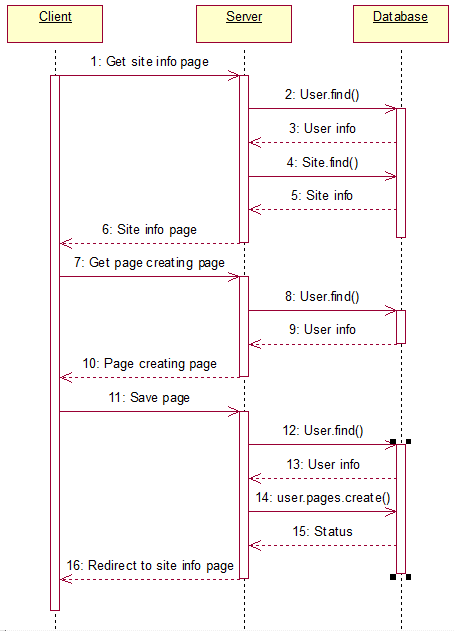 Client
Server
Database
1: Get site info page
2: User.find()
3: User info
4: Site.find()
5: Site info
6: Site info page
7: Get page creating page
8: User.find()
9: User info
10: Page creating page
11: Save page
12: User.find()
13: User info
14: user.pages.create()
15: Status
16: Redirect to site info page